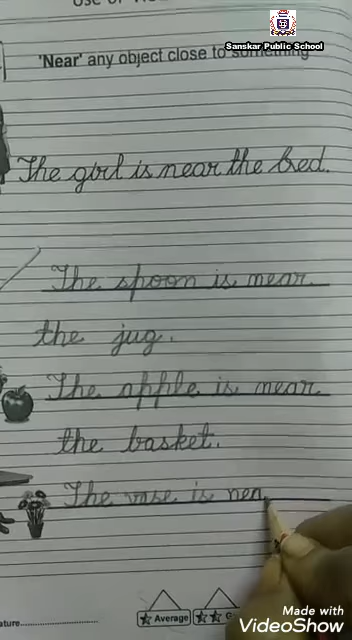 Sanskar Public School
'Near' any object close to something
The girl is near the bed.
The spoon is near
the jug.
The apple is near
the basket.
The vase is nea
Average
Made with
VideoShow